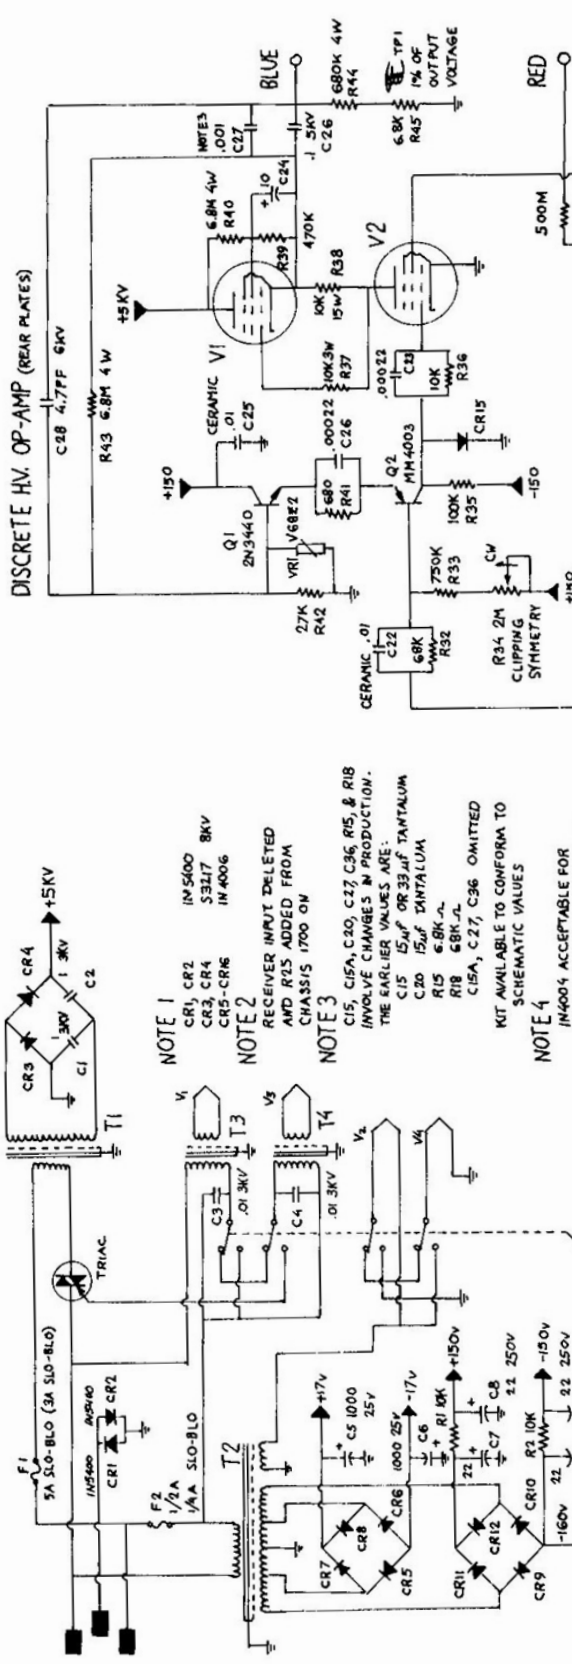 DISCRETE H.V. OP-AMP (REAR PLATES)
C28 4.7PF 6KV
R43 6.8M 4W
+5KV
6.8M 4W
R40
NOTE 3
.001
C27
BLUE
.1 5KV
C26
+ 10
C24
R39
470K
680K 4W
R44
TP1
1% OF
OUTPUT
VOLTAGE
6.8K
R45
V1
10K
15W
R38
10K 3W
R37
V2
RED
500M
CERAMIC
.01
C25
+150
Q1
2N3440
VR1
V68Z2
27K
R42
.00022
C26
680
R41
Q2
MM4003
.00022
C23
10K
R36
CR15
100K
R35
-150
CERAMIC .01
C22
68K
R32
750K
R33
CW
R34 2M
CLIPPING
SYMMETRY
+150
+5KV
CR4
CR3
1 3KV
C2
1 3KV
C1
T1
TRIAC
F1
5A SLO-BLO (3A SLO-BLO)
1N5400
1N5400
CR1
CR2
F2
1/2 A
1/4 A SLO-BLO
T2
C3
.01 3KV
V1
T3
C4
.01 3KV
V3
T4
V2
V4
+17V
C5 1000
25V
1000 25V
C6
-17V
CR7
CR8
CR5
CR6
+150V
R1 10K
22
C7
C8
22 250V
CR11
CR12
CR9
CR10
R2 10K
-150V
22
22 250V
-160V
NOTE 1
CR1, CR2 IN5400
CR3, CR4 S3217 8KV
CR5-CR16 IN4006
NOTE 2
RECEIVER INPUT DELETED
AND R25 ADDED FROM
CHASSIS 1700 ON
NOTE 3
C15, C15A, C20, C27, C36, R15, & R18
INVOLVE CHANGES IN PRODUCTION.
THE EARLIER VALUES ARE:
C15 15µf OR 33µf TANTALUM
C20 15µf TANTALUM
R15 6.8K Ω
R18 68K Ω
C15A, C27, C36 OMITTED
KIT AVAILABLE TO CONFORM TO
SCHEMATIC VALUES
NOTE 4
IN4004 ACCEPTABLE FOR